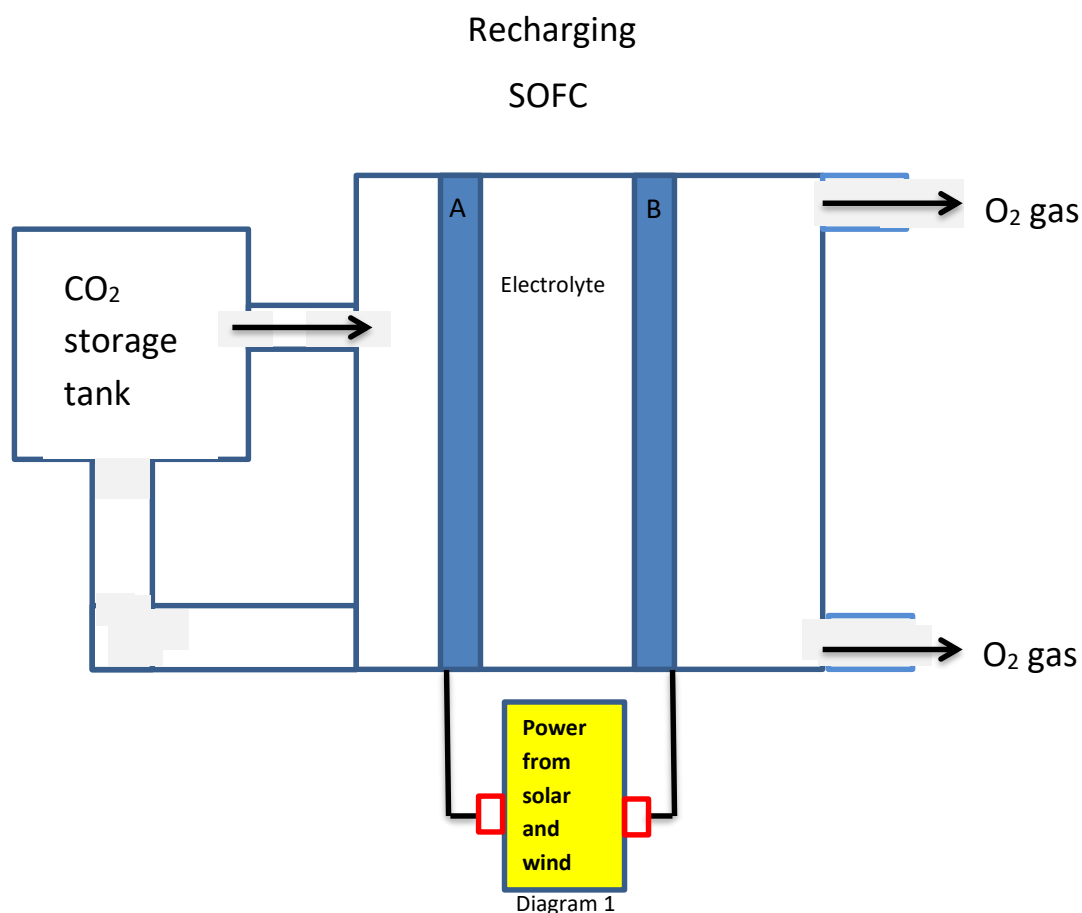 Recharging
SOFC
A
B
O₂ gas
Electrolyte
CO₂
storage
tank
O₂ gas
Power
from
solar
and
wind
Diagram 1